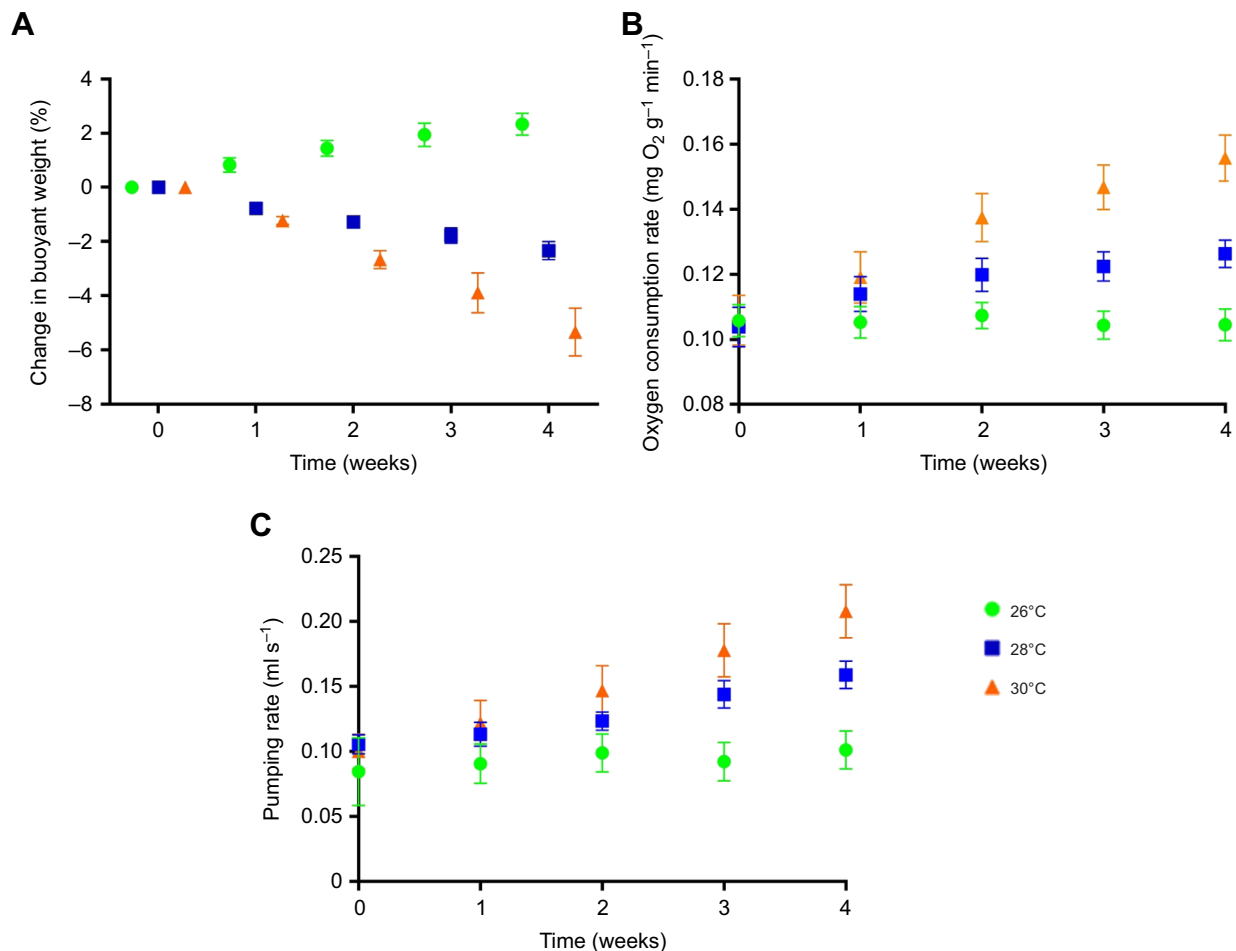 A
Change in buoyant weight (%)
4
2
0
–2
–4
–6
–8
0 1 2 3 4
Time (weeks)
B
Oxygen consumption rate (mg O₂ g⁻¹ min⁻¹)
0.18
0.16
0.14
0.12
0.10
0.08
0 1 2 3 4
Time (weeks)
C
Pumping rate (ml s⁻¹)
0.25
0.20
0.15
0.10
0.05
0
0 1 2 3 4
Time (weeks)
26°C
28°C
30°C